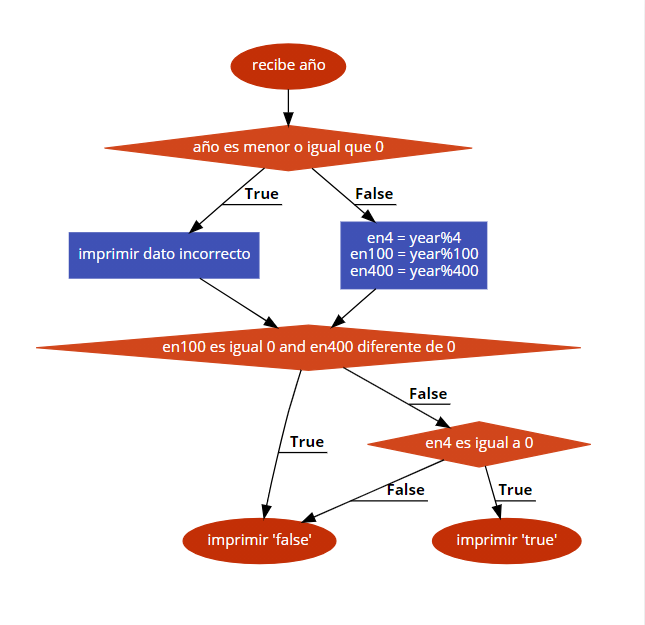 recibe año
año es menor o igual que 0
True
False
imprimir dato incorrecto
en4 = year%4
en100 = year%100
en400 = year%400
en100 es igual 0 and en400 diferente de 0
False
True
en4 es igual a 0
False
True
imprimir 'false'
imprimir 'true'